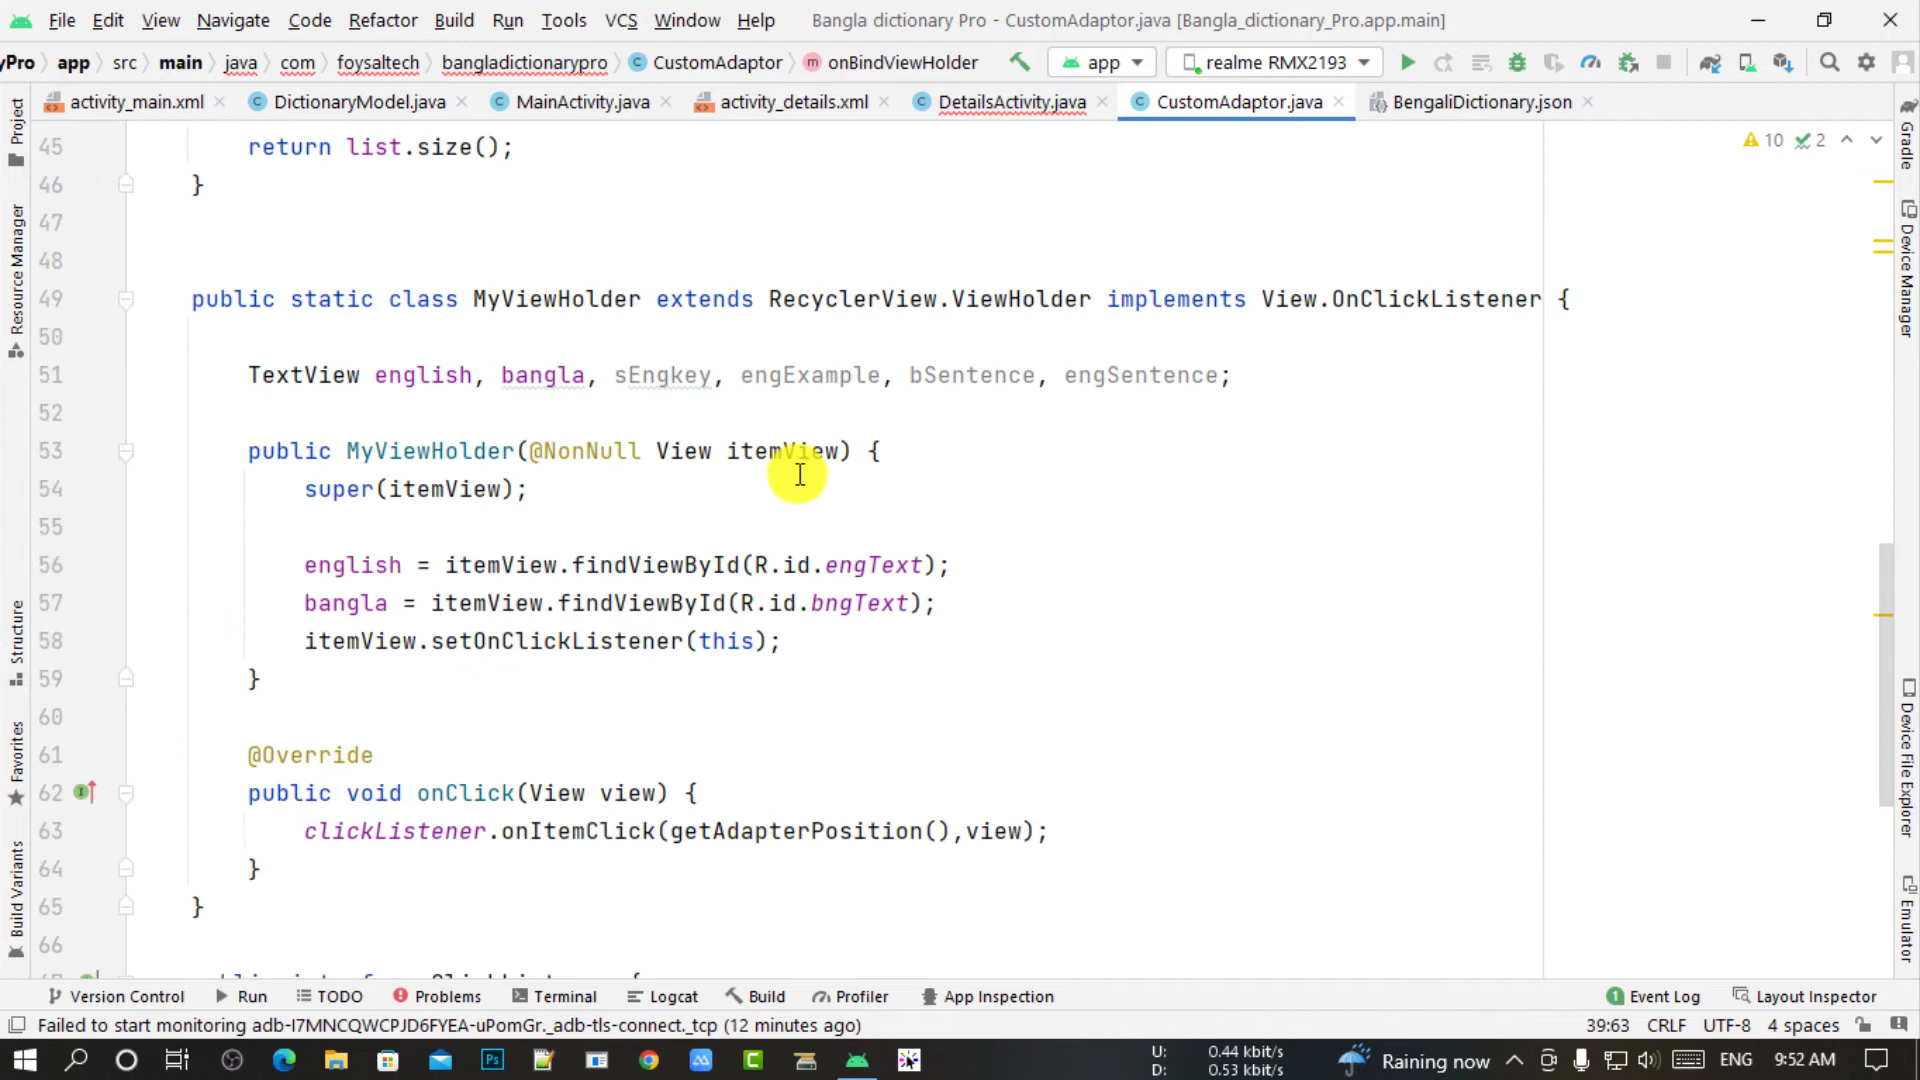 File Edit View Navigate Code Refactor Build Run Tools VCS Window Help Bangla dictionary Pro - CustomAdaptor.java [Bangla_dictionary_Pro.app.main]
yPro app src main java com foysaltech bangladictionarypro CustomAdaptor onBindViewHolder app realme RMX2193
activity_main.xml DictionaryModel.java MainActivity.java activity_details.xml DetailsActivity.java CustomAdaptor.java BengaliDictionary.json
10 2
45 return list.size();
46 }
47
48
49 public static class MyViewHolder extends RecyclerView.ViewHolder implements View.OnClickListener {
50
51 TextView english, bangla, sEngkey, engExample, bSentence, engSentence;
52
53 public MyViewHolder(@NonNull View itemView) {
54 super(itemView);
55
56 english = itemView.findViewById(R.id.engText);
57 bangla = itemView.findViewById(R.id.bngText);
58 itemView.setOnClickListener(this);
59 }
60
61 @Override
62 public void onClick(View view) {
63 clickListener.onItemClick(getAdapterPosition(),view);
64 }
65 }
66
Project
Resource Manager
Structure
Favorites
Build Variants
Gradle
Device Manager
Device File Explorer
Emulator
Version Control Run TODO Problems Terminal Logcat Build Profiler App Inspection 1 Event Log Layout Inspector
Failed to start monitoring adb-I7MNCQWCPJD6FYEA-uPomGr._adb-tls-connect._tcp (12 minutes ago) 39:63 CRLF UTF-8 4 spaces
U: 0.44 kbit/s
D: 0.53 kbit/s
Raining now ENG 9:52 AM